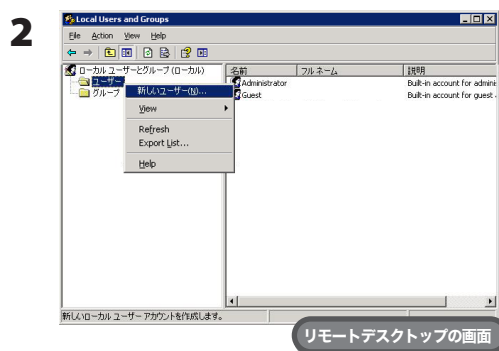 2
Local Users and Groups
File Action View Help
ローカル ユーザーとグループ (ローカル)
ユーザー
グループ
名前 フル ネーム 説明
Administrator Built-in account for admini
Guest Built-in account for guest
新しいユーザー(N)...
View
Refresh
Export List...
Help
新しいローカル ユーザー アカウントを作成します。
リモートデスクトップの画面